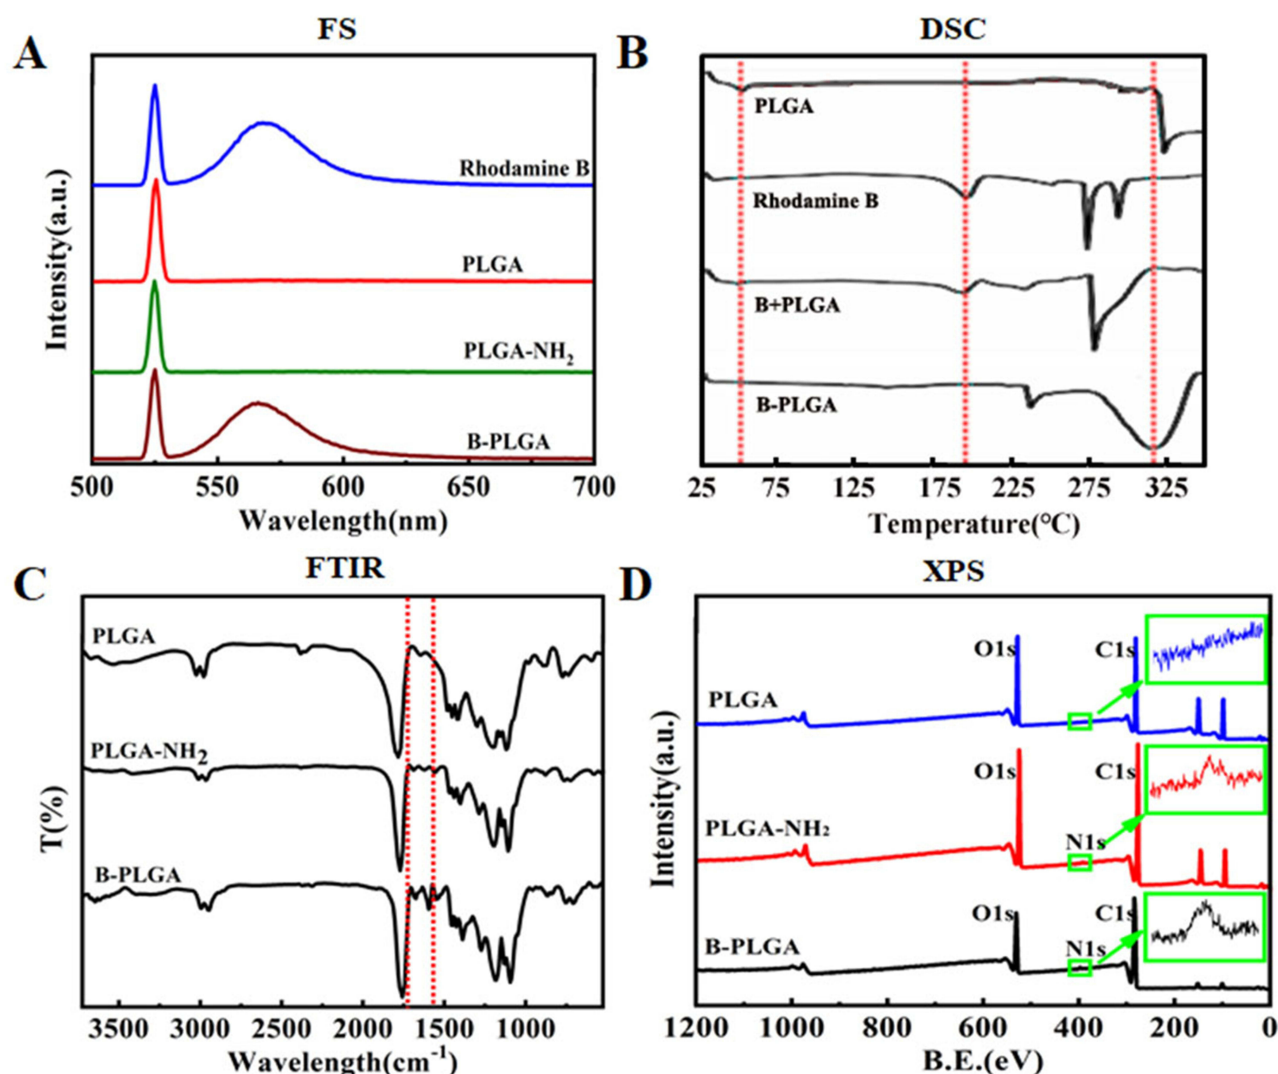 A
FS
Intensity(a.u.)
Rhodamine B
PLGA
PLGA-NH2
B-PLGA
500 550 600 650 700
Wavelength(nm)
B
DSC
PLGA
Rhodamine B
B+PLGA
B-PLGA
25 75 125 175 225 275 325
Temperature(°C)
C
FTIR
T(%)
PLGA
PLGA-NH2
B-PLGA
3500 3000 2500 2000 1500 1000
Wavelength(cm-1)
D
XPS
Intensity(a.u.)
O1s C1s
PLGA
O1s C1s
PLGA-NH2 N1s
O1s C1s
B-PLGA N1s
1200 1000 800 600 400 200 0
B.E.(eV)